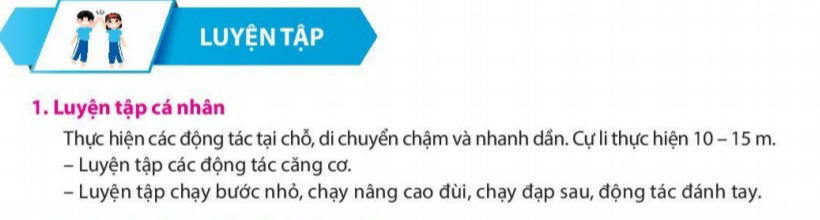 LUYỆN TẬP
1. Luyện tập cá nhân
Thực hiện các động tác tại chỗ, di chuyển chậm và nhanh dần. Cự li thực hiện 10 – 15 m.
– Luyện tập các động tác căng cơ.
– Luyện tập chạy bước nhỏ, chạy nâng cao đùi, chạy đạp sau, động tác đánh tay.